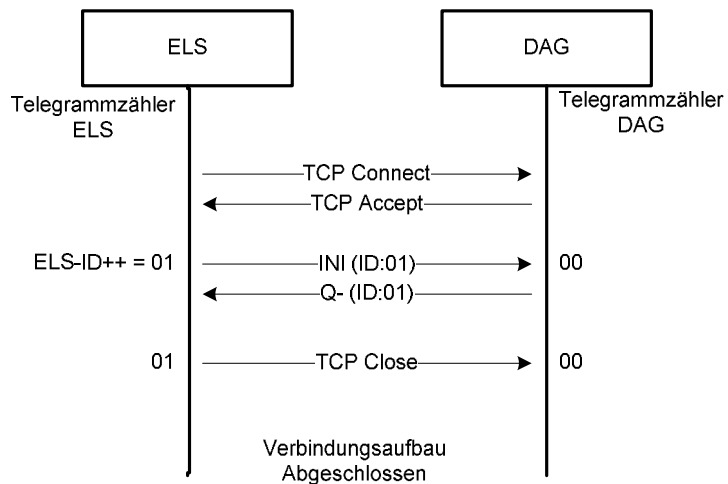 ELS
DAG
Telegrammzähler
ELS
Telegrammzähler
DAG
TCP Connect
TCP Accept
ELS-ID++ = 01
INI (ID:01)
00
Q- (ID:01)
01
TCP Close
00
Verbindungsaufbau
Abgeschlossen